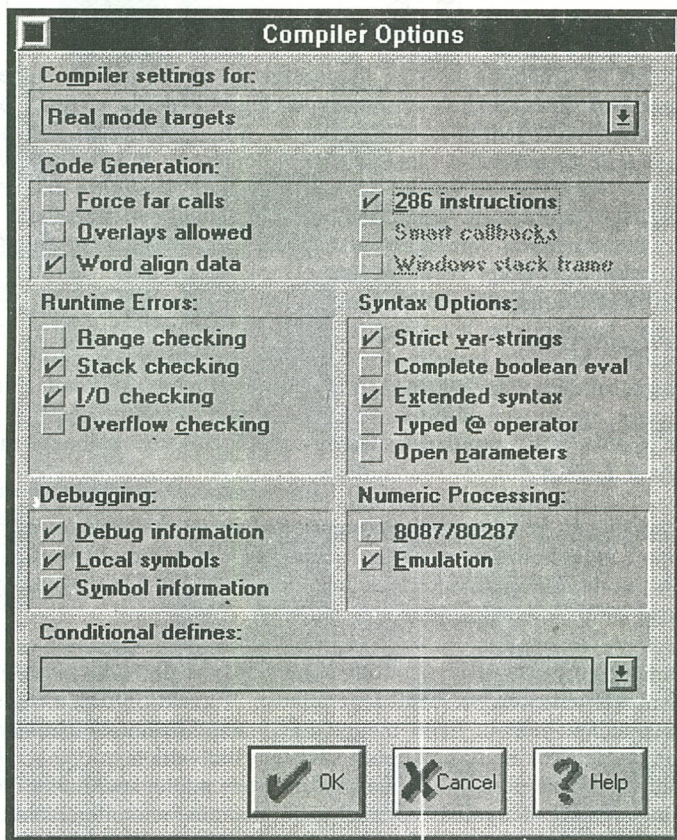 Compiler Options
Compiler settings for:
Real mode targets
Code Generation:
Force far calls
Overlays allowed
Word align data
286 instructions
Smart callbacks
Windows stack frame
Runtime Errors:
Range checking
Stack checking
I/O checking
Overflow checking
Syntax Options:
Strict var-strings
Complete boolean eval
Extended syntax
Typed @ operator
Open parameters
Debugging:
Debug information
Local symbols
Symbol information
Numeric Processing:
8087/80287
Emulation
Conditional defines:
OK
Cancel
? Help